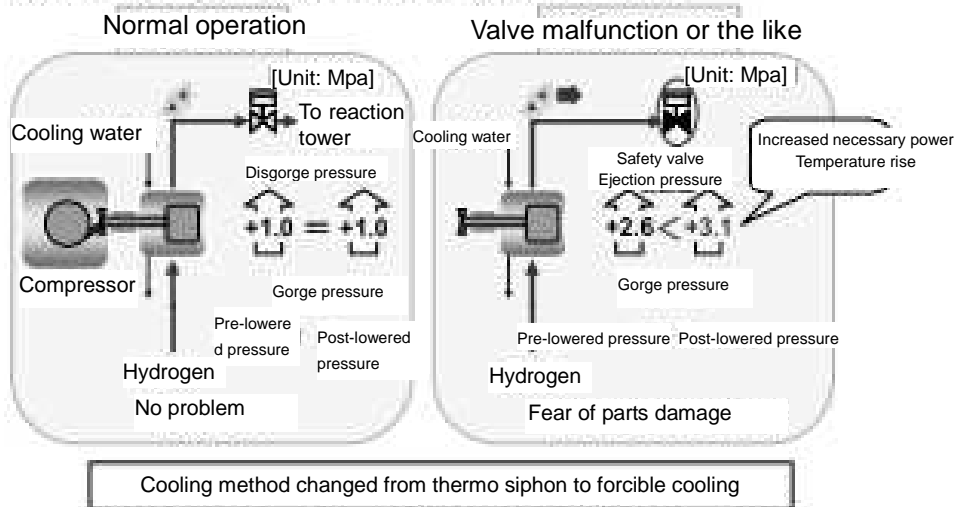 Normal operation
[Unit: Mpa]
To reaction
tower
Cooling water
Disgorge pressure
+1.0 = +1.0
Compressor
Gorge pressure
Pre-lowere
d pressure
Post-lowered
pressure
Hydrogen
No problem
Valve malfunction or the like
[Unit: Mpa]
Cooling water
Increased necessary power
Temperature rise
Safety valve
Ejection pressure
+2.6 < +3.1
Gorge pressure
Pre-lowered pressure Post-lowered pressure
Hydrogen
Fear of parts damage
Cooling method changed from thermo siphon to forcible cooling